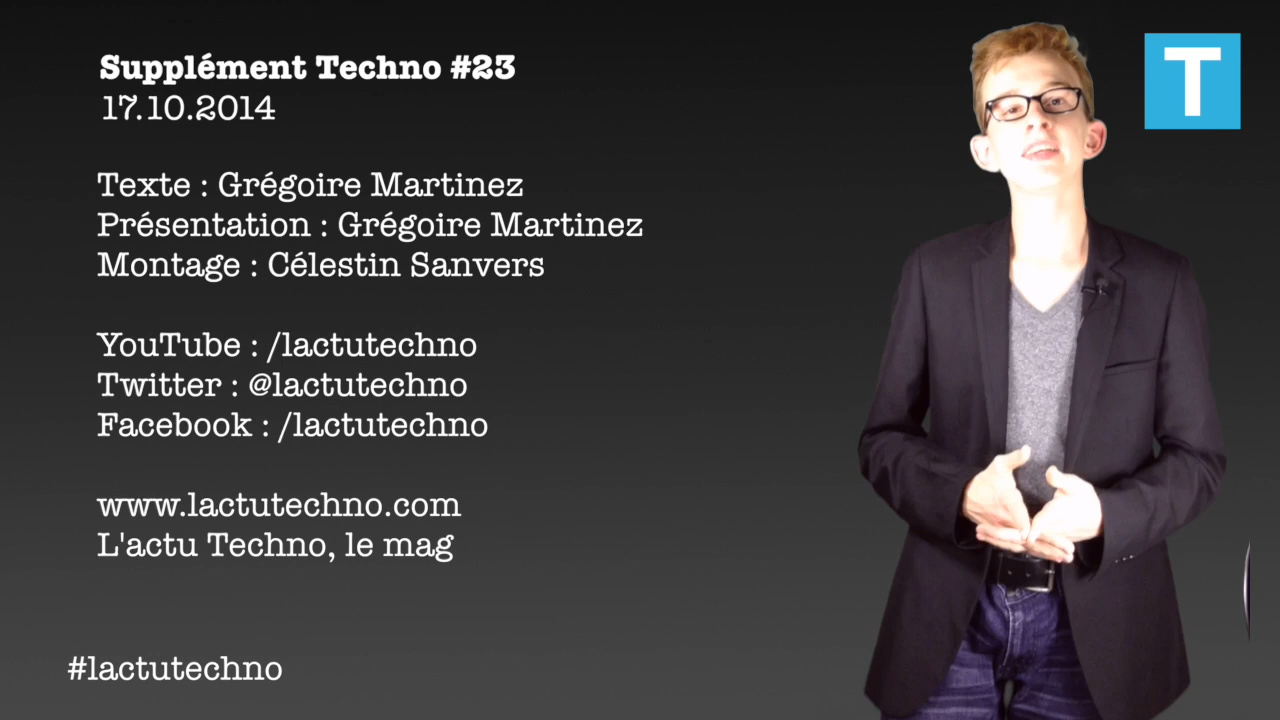 Supplément Techno #23
17.10.2014
Texte : Grégoire Martinez
Présentation : Grégoire Martinez
Montage : Célestin Sanvers
YouTube : /lactutechno
Twitter : @lactutechno
Facebook : /lactutechno
www.lactutechno.com
L'actu Techno, le mag
#lactutechno
T